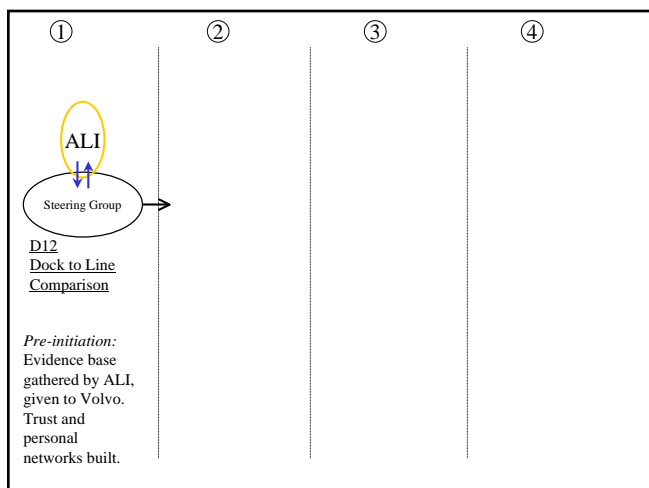 ① ② ③ ④
ALI
Steering Group
D12
Dock to Line
Comparison
Pre-initiation:
Evidence base
gathered by ALI,
given to Volvo.
Trust and
personal
networks built.